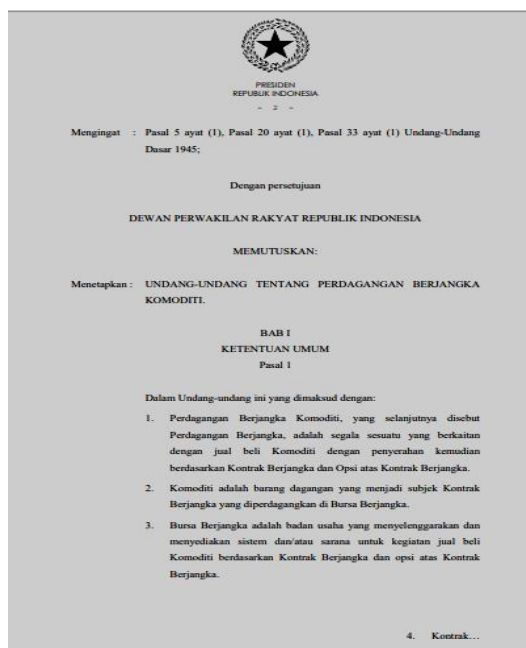 PRESIDEN
REPUBLIK INDONESIA
- 2 -
Mengingat : Pasal 5 ayat (1), Pasal 20 ayat (1), Pasal 33 ayat (1) Undang-Undang
Dasar 1945;
Dengan persetujuan
DEWAN PERWAKILAN RAKYAT REPUBLIK INDONESIA
MEMUTUSKAN:
Menetapkan : UNDANG-UNDANG TENTANG PERDAGANGAN BERJANGKA
KOMODITI.
BAB I
KETENTUAN UMUM
Pasal 1
Dalam Undang-undang ini yang dimaksud dengan:
1. Perdagangan Berjangka Komoditi, yang selanjutnya disebut
Perdagangan Berjangka, adalah segala sesuatu yang berkaitan
dengan jual beli Komoditi dengan penyerahan kemudian
berdasarkan Kontrak Berjangka dan Opsi atas Kontrak Berjangka.
2. Komoditi adalah barang dagangan yang menjadi subjek Kontrak
Berjangka yang diperdagangkan di Bursa Berjangka.
3. Bursa Berjangka adalah badan usaha yang menyelenggarakan dan
menyediakan sistem dan/atau sarana untuk kegiatan jual beli
Komoditi berdasarkan Kontrak Berjangka dan opsi atas Kontrak
Berjangka.
4. Kontrak...